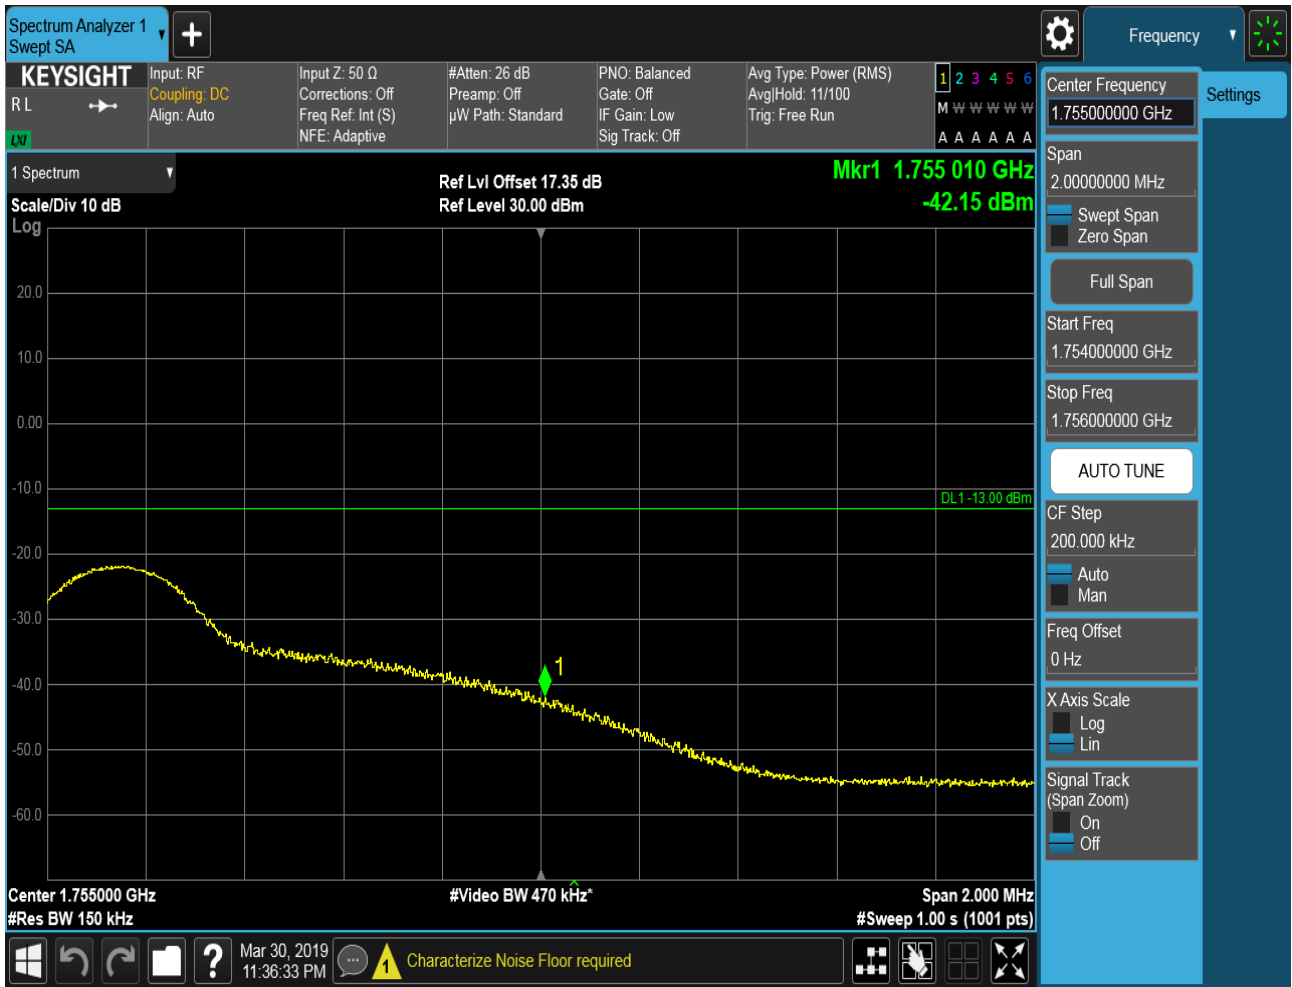 Spectrum Analyzer 1
Swept SA
Frequency
KEYSIGHT
R L
LXI
Input: RF
Coupling: DC
Align: Auto
Input Z: 50 Ω
Corrections: Off
Freq Ref: Int (S)
NFE: Adaptive
#Atten: 26 dB
Preamp: Off
µW Path: Standard
PNO: Balanced
Gate: Off
IF Gain: Low
Sig Track: Off
Avg Type: Power (RMS)
Avg|Hold: 11/100
Trig: Free Run
1 2 3 4 5 6
M W W W W W
A A A A A A
1 Spectrum
Scale/Div 10 dB
Log
Ref Lvl Offset 17.35 dB
Ref Level 30.00 dBm
Mkr1 1.755 010 GHz
-42.15 dBm
20.0
10.0
0.00
-10.0
DL1 -13.00 dBm
-20.0
-30.0
1
-40.0
-50.0
-60.0
Center 1.755000 GHz
#Video BW 470 kHz*
Span 2.000 MHz
#Res BW 150 kHz
#Sweep 1.00 s (1001 pts)
Mar 30, 2019
11:36:33 PM
1
Characterize Noise Floor required
?
Center Frequency
1.755000000 GHz
Settings
Span
2.00000000 MHz
Swept Span
Zero Span
Full Span
Start Freq
1.754000000 GHz
Stop Freq
1.756000000 GHz
AUTO TUNE
CF Step
200.000 kHz
Auto
Man
Freq Offset
0 Hz
X Axis Scale
Log
Lin
Signal Track
(Span Zoom)
On
Off